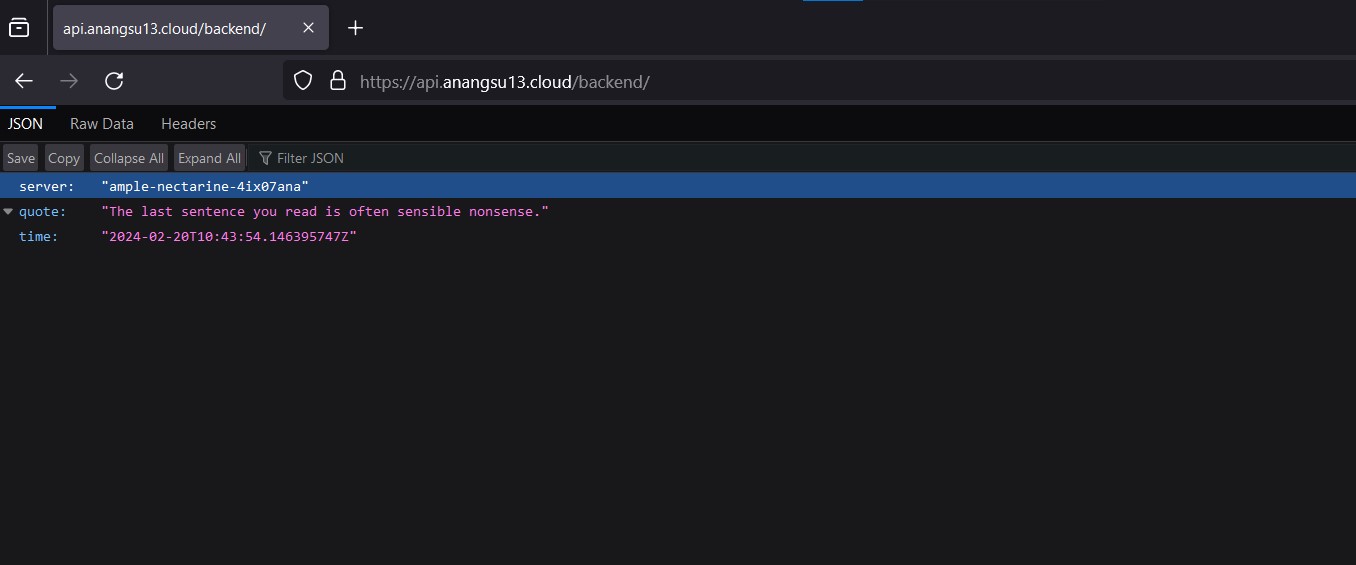 api.anangsu13.cloud/backend/
https://api.anangsu13.cloud/backend/
JSON Raw Data Headers
Save Copy Collapse All Expand All Filter JSON
server: "ample-nectarine-4ix07ana"
quote: "The last sentence you read is often sensible nonsense."
time: "2024-02-20T10:43:54.146395747Z"